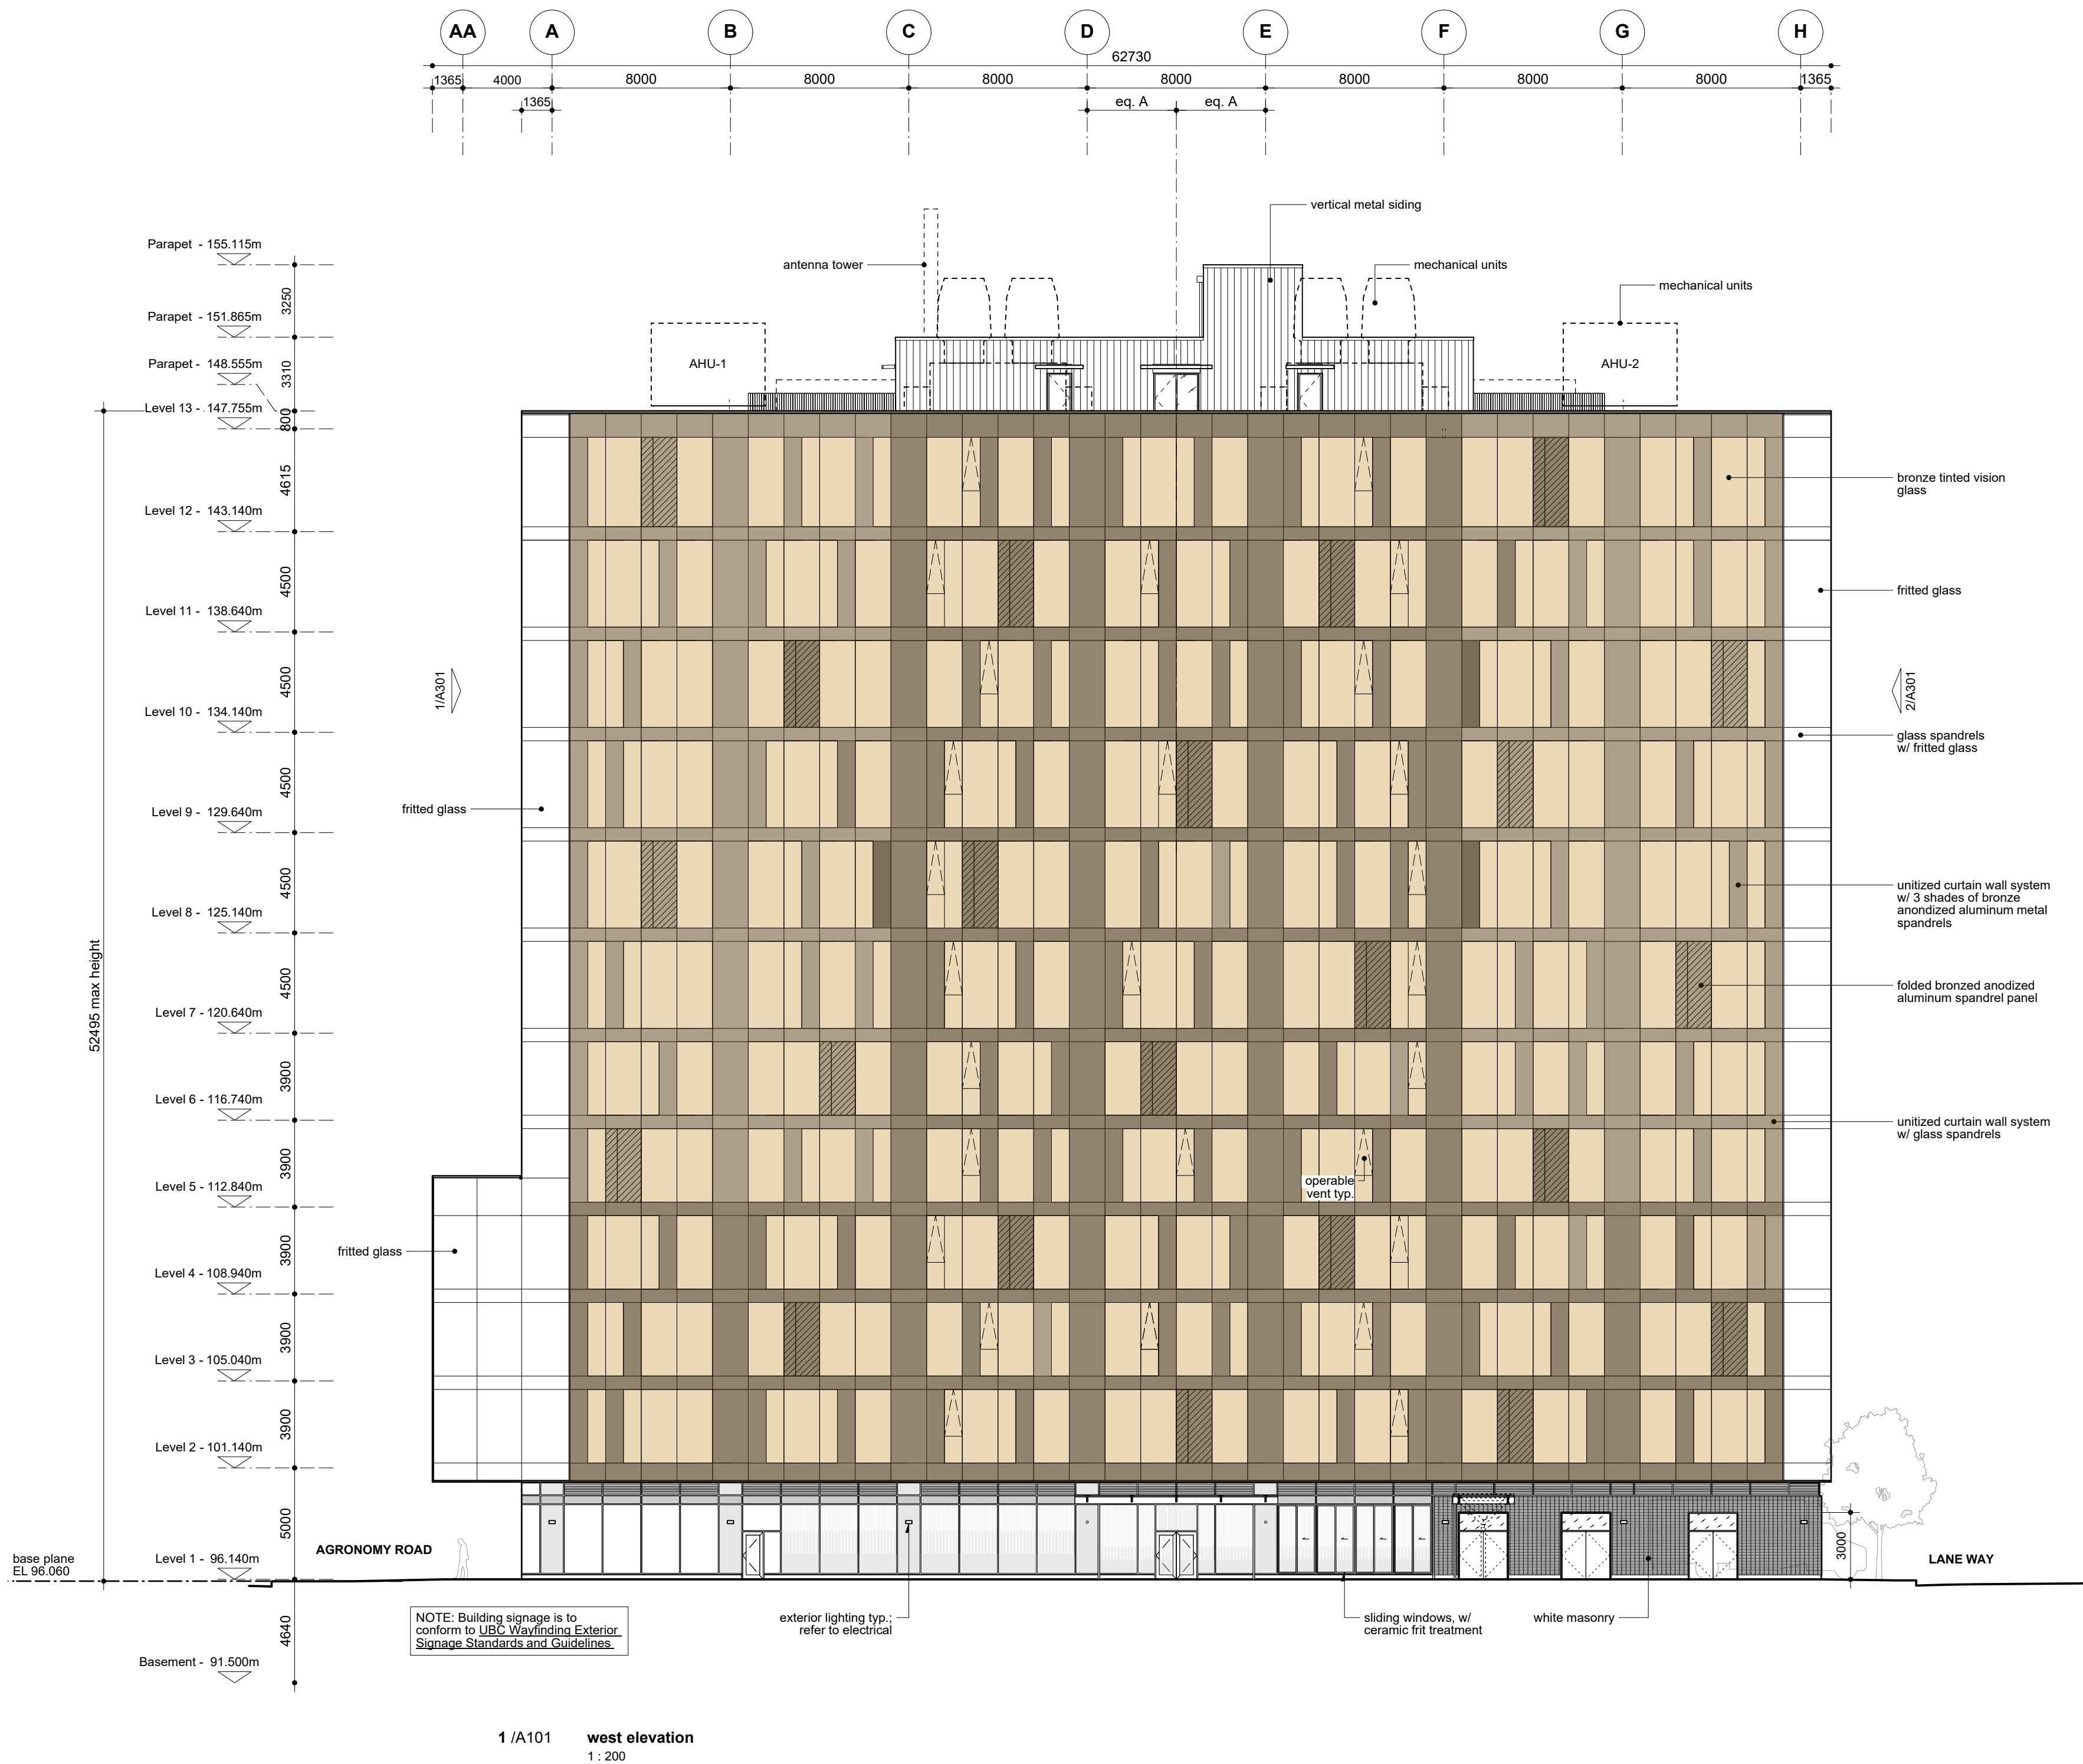 AA A B C D E F G H
62730
1365 4000 8000 8000 8000 8000 8000 8000 8000 1365
1365 eq. A eq. A
vertical metal siding
Parapet - 155.115m
antenna tower
mechanical units
mechanical units
3250
Parapet - 151.865m
AHU-1
AHU-2
Parapet - 148.555m
3310
Level 13 - 147.755m
800
4615
bronze tinted vision
glass
Level 12 - 143.140m
4500
fritted glass
Level 11 - 138.640m
4500
1/A301
2/A301
Level 10 - 134.140m
glass spandrels
w/ fritted glass
4500
fritted glass
Level 9 - 129.640m
4500
unitized curtain wall system
w/ 3 shades of bronze
anondized aluminum metal
spandrels
Level 8 - 125.140m
52495 max height
4500
folded bronzed anodized
aluminum spandrel panel
Level 7 - 120.640m
3900
Level 6 - 116.740m
unitized curtain wall system
w/ glass spandrels
3900
operable
vent typ.
Level 5 - 112.840m
3900
fritted glass
Level 4 - 108.940m
3900
Level 3 - 105.040m
3900
Level 2 - 101.140m
5000
3000
AGRONOMY ROAD
LANE WAY
base plane
EL 96.060
Level 1 - 96.140m
4640
NOTE: Building signage is to
conform to UBC Wayfinding Exterior
Signage Standards and Guidelines
exterior lighting typ.;
refer to electrical
sliding windows, w/
ceramic frit treatment
white masonry
Basement - 91.500m
1 /A101 west elevation
1 : 200